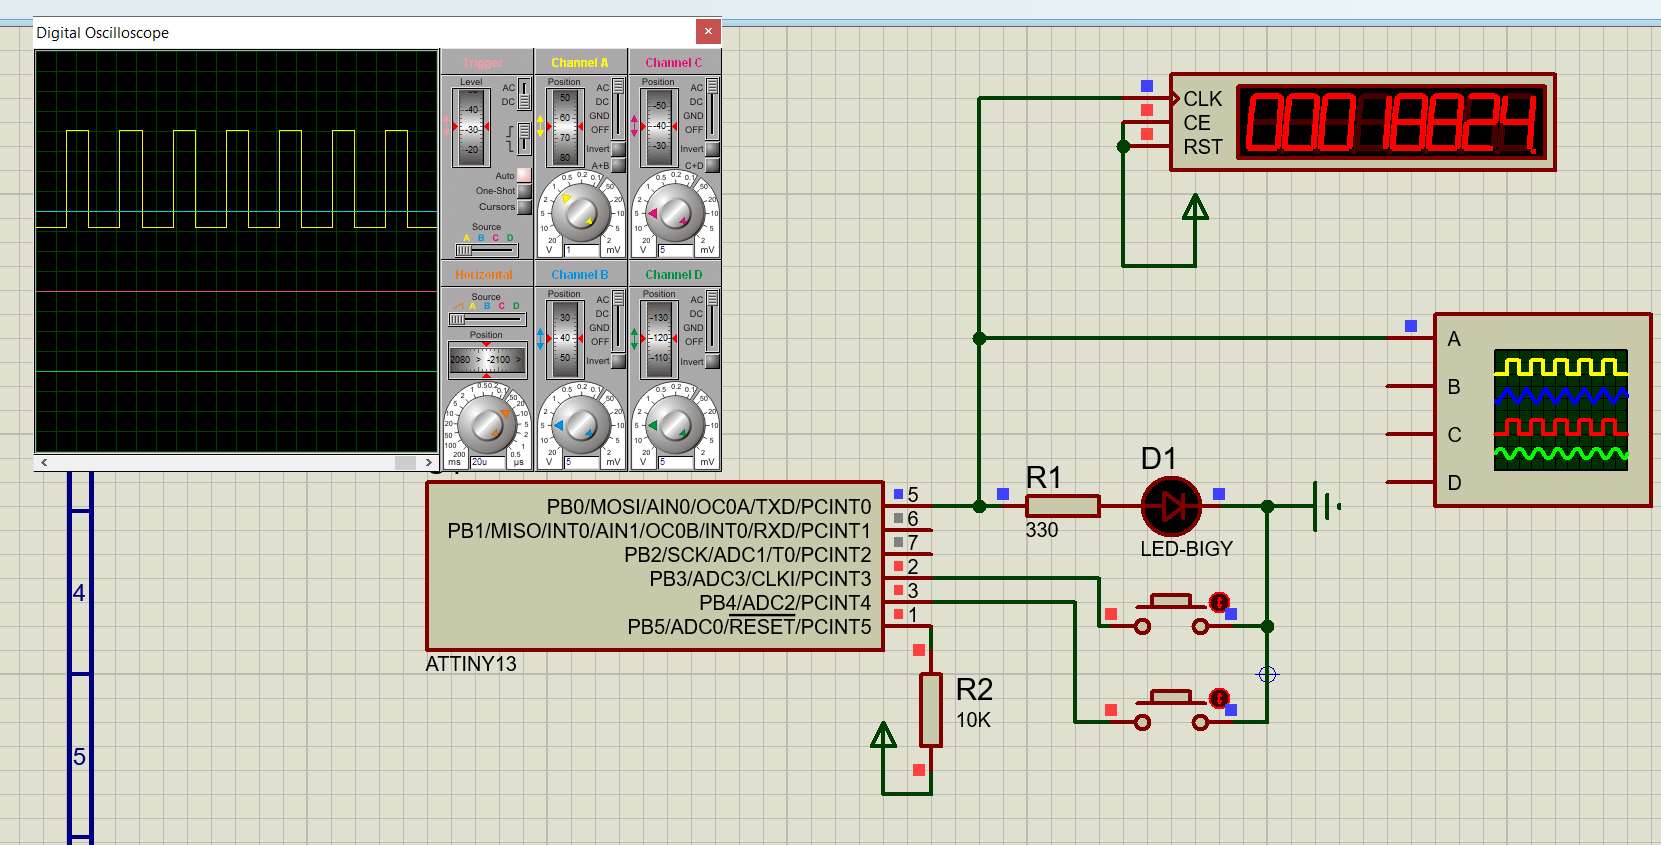 Digital Oscilloscope
Trigger
Level
-40
-30
-20
AC
DC
Auto
One-Shot
Cursors
Source
A B C D
Channel A
Position
50
60
70
80
AC
DC
GND
OFF
Invert
A+B
V 1 mV
Channel C
Position
-50
-40
-30
AC
DC
GND
OFF
Invert
C+D
V 5 mV
Horizontal
Source
A B C D
Position
2080 > -2100 >
ms 20u µs
Channel B
Position
30
40
50
AC
DC
GND
OFF
Invert
V 5 mV
Channel D
Position
-130
-120
-110
AC
DC
GND
OFF
Invert
V 5 mV
CLK
CE
RST
00018824.
A
B
C
D
R1
330
D1
LED-BIGY
PB0/MOSI/AIN0/OC0A/TXD/PCINT0 5
PB1/MISO/INT0/AIN1/OC0B/INT0/RXD/PCINT1 6
PB2/SCK/ADC1/T0/PCINT2 7
PB3/ADC3/CLKI/PCINT3 2
PB4/ADC2/PCINT4 3
PB5/ADC0/RESET/PCINT5 1
ATTINY13
R2
10K
4
5